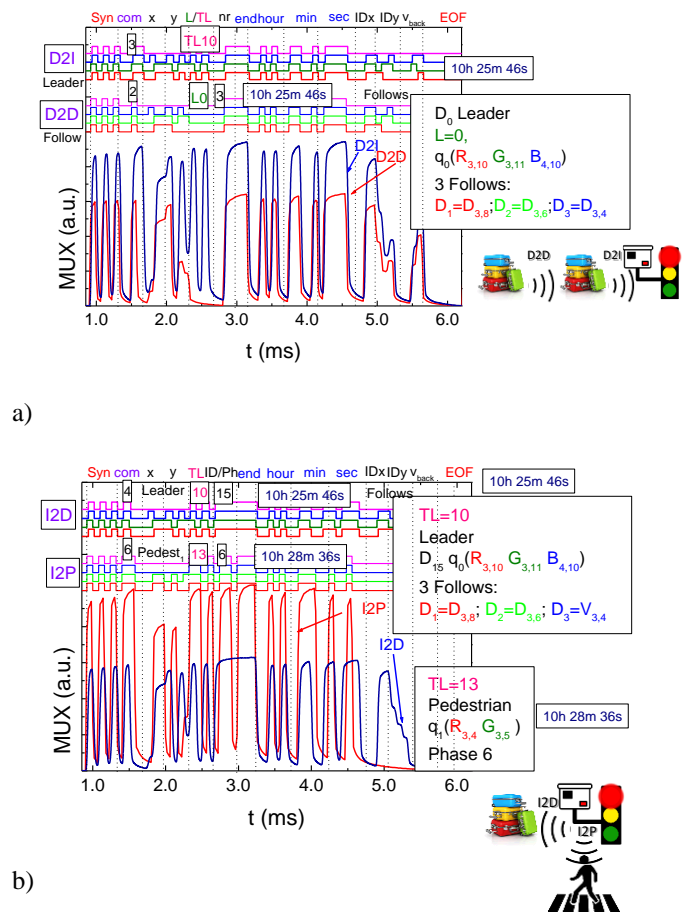 Syn com x y L/TL nr endhour min sec IDx IDy v_back EOF
3
TL10
D2I
Leader
10h 25m 46s
2
L0
3
10h 25m 46s
Follows
D2D
Follow
D2I
D2D
MUX (a.u.)
1.0 2.0 3.1 4.1 5.0 6.0
t (ms)
D0 Leader
L=0,
q0(R3,10 G3,11 B4,10)
3 Follows:
D1=D3,8;D2=D3,6;D3=D3,4
D2D
D2I
a)
Syn com x y TL ID/Ph end hour min sec IDx IDy v_back EOF
4 Leader 10 15 10h 25m 46s Follows
10h 25m 46s
I2D
6 Pedest1 13 6 10h 28m 36s
I2P
I2P
I2D
MUX (a.u.)
1.0 2.0 3.0 4.0 5.0 6.0
t (ms)
TL=10
Leader
D15 q0(R3,10 G3,11 B4,10)
3 Follows:
D1=D3,8; D2=D3,6; D3=V3,4
TL=13
Pedestrian
q1(R3,4 G3,5 )
Phase 6
10h 28m 36s
I2D
I2P
b)